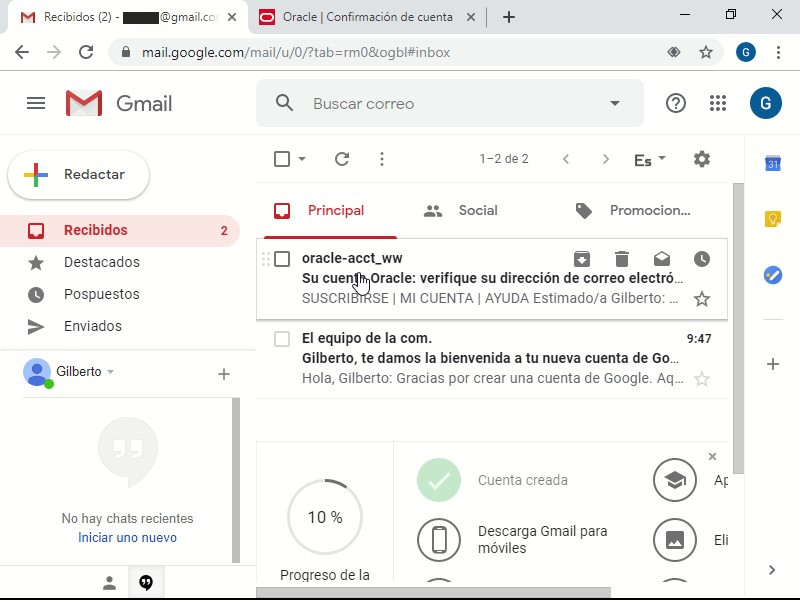 Recibidos (2) - @gmail.co
Oracle | Confirmación de cuenta
mail.google.com/mail/u/0/?tab=rm0&ogbl#inbox
G
Gmail
Buscar correo
G
Redactar
1–2 de 2
Es
31
Recibidos 2
Destacados
Pospuestos
Enviados
Principal
Social
Promocion...
oracle-acct_ww
Su cuenta Oracle: verifique su dirección de correo electró…
SUSCRIBIRSE | MI CUENTA | AYUDA Estimado/a Gilberto: …
El equipo de la com. 9:47
Gilberto, te damos la bienvenida a tu nueva cuenta de Go…
Hola, Gilberto: Gracias por crear una cuenta de Google. Aq…
Gilberto
No hay chats recientes
Iniciar uno nuevo
10 %
Progreso de la
Cuenta creada
Descarga Gmail para
móviles
Ap
Eli